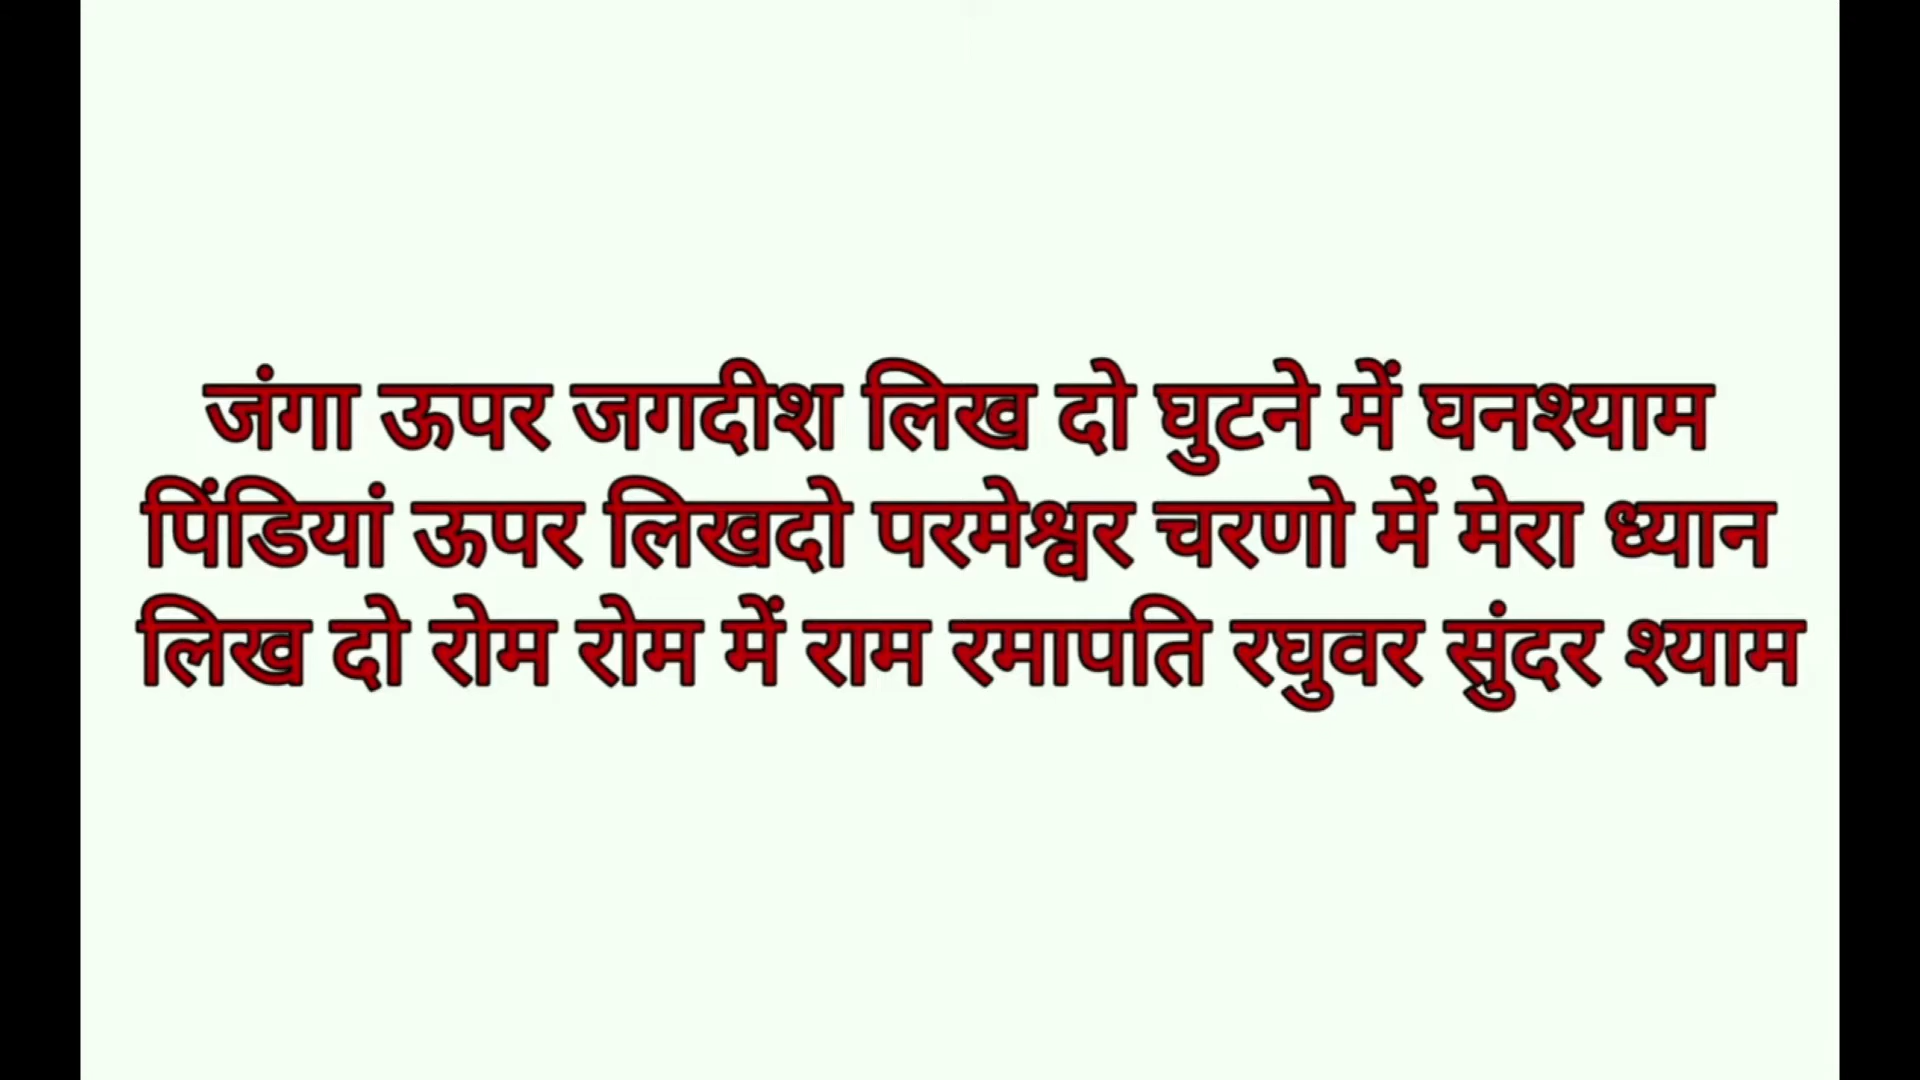 जंगा ऊपर जगदीश लिख दो घुटने में घनश्याम
पिंडियां ऊपर लिखदो परमेश्वर चरणो में मेरा ध्यान
लिख दो रोम रोम में राम रमापति रघुवर सुंदर श्याम